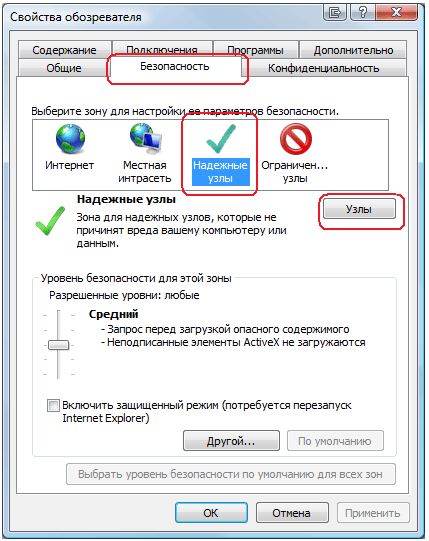 Свойства обозревателя
Содержание Подключения Программы Дополнительно
Общие Безопасность Конфиденциальность
Выберите зону для настройки ее параметров безопасности.
Интернет Местная интрасеть Надежные узлы Ограничен... узлы
Надежные узлы
Узлы
Зона для надежных узлов, которые не
причинят вреда вашему компьютеру или
данным.
Уровень безопасности для этой зоны
Разрешенные уровни: любые
Средний
- Запрос перед загрузкой опасного содержимого
- Неподписанные элементы ActiveX не загружаются
Включить защищенный режим (потребуется перезапуск
Internet Explorer)
Другой... По умолчанию
Выбрать уровень безопасности по умолчанию для всех зон
ОК Отмена Применить